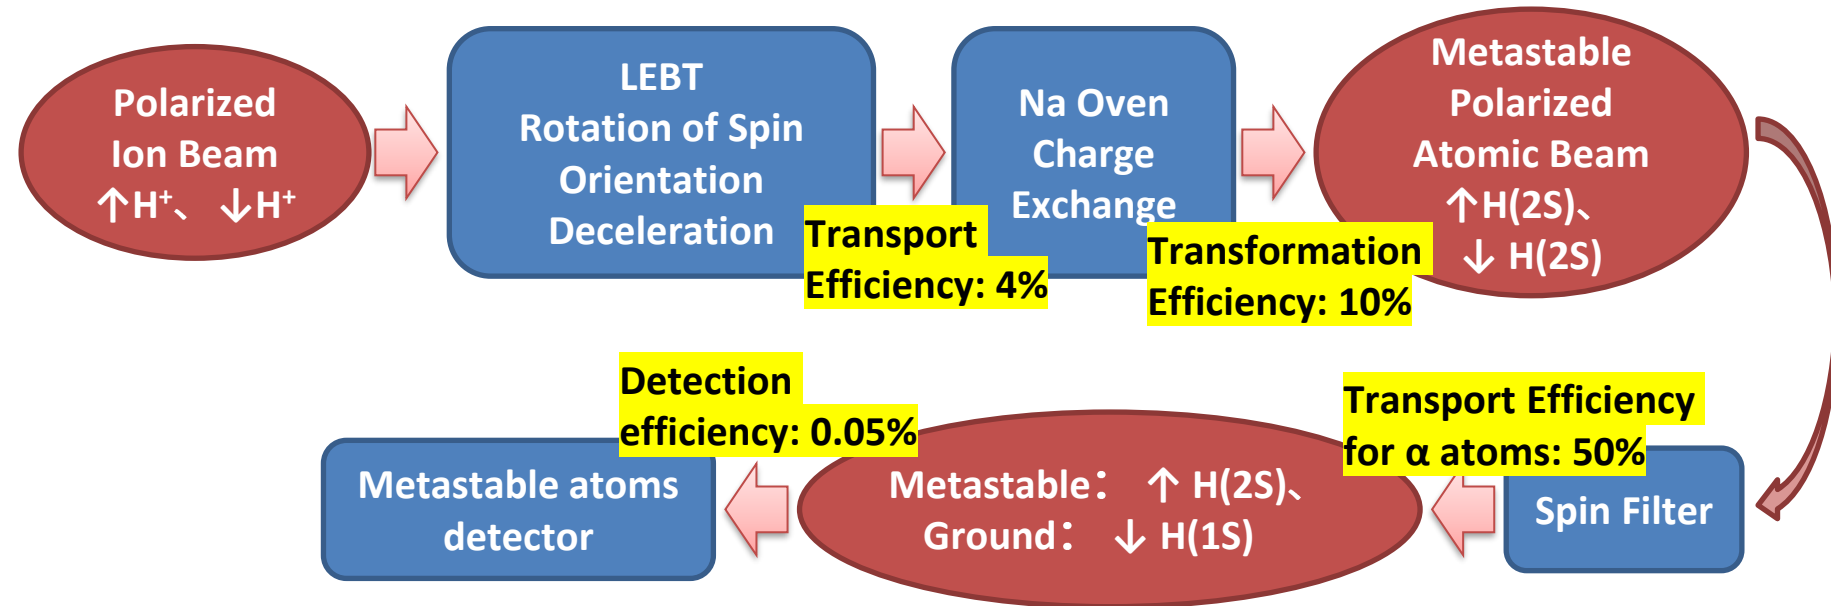 Polarized
Ion Beam
↑H⁺、 ↓H⁺
LEBT
Rotation of Spin
Orientation
Deceleration
Transport
Efficiency: 4%
Na Oven
Charge
Exchange
Transformation
Efficiency: 10%
Metastable
Polarized
Atomic Beam
↑H(2S)、
↓ H(2S)
Transport Efficiency
for α atoms: 50%
Spin Filter
Metastable： ↑ H(2S)、
Ground： ↓ H(1S)
Detection
efficiency: 0.05%
Metastable atoms
detector